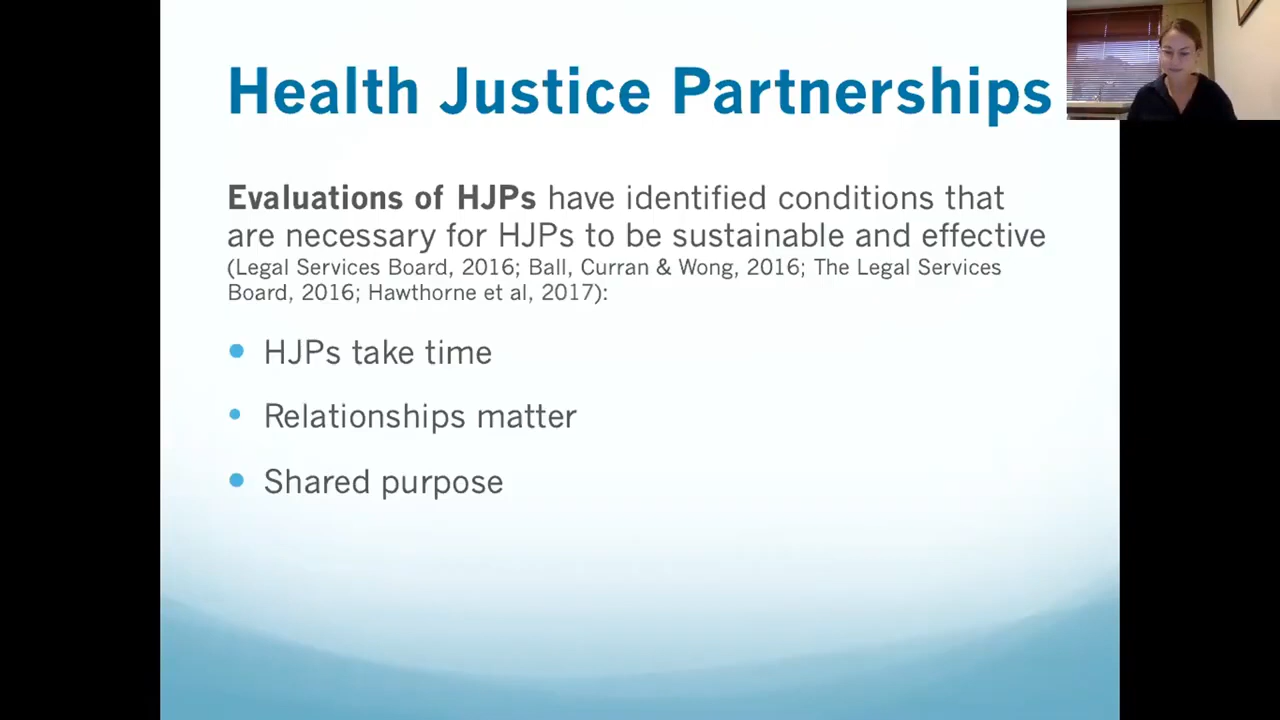 Health Justice Partnerships
Evaluations of HJPs have identified conditions that
are necessary for HJPs to be sustainable and effective
(Legal Services Board, 2016; Ball, Curran & Wong, 2016; The Legal Services
Board, 2016; Hawthorne et al, 2017):
• HJPs take time
• Relationships matter
• Shared purpose